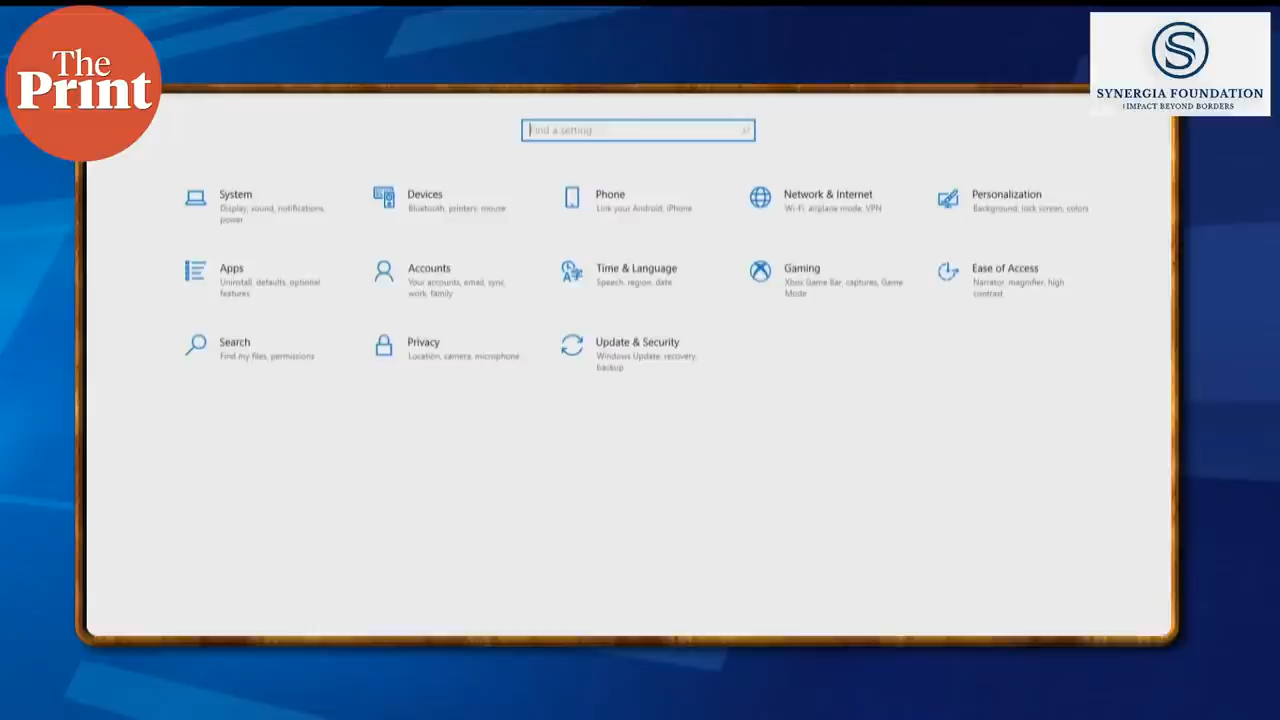 The
Print
SYNERGIA FOUNDATION
IMPACT BEYOND BORDERS
Find a setting
System
Display, sound, notifications,
power
Devices
Bluetooth, printers, mouse
Phone
Link your Android, iPhone
Network & Internet
Wi-Fi, airplane mode, VPN
Personalization
Background, lock screen, colors
Apps
Uninstall, defaults, optional
features
Accounts
Your accounts, email, sync,
work, family
Time & Language
Speech, region, date
Gaming
Xbox Game Bar, captures, Game
Mode
Ease of Access
Narrator, magnifier, high
contrast
Search
Find my files, permissions
Privacy
Location, camera, microphone
Update & Security
Windows Update, recovery,
backup